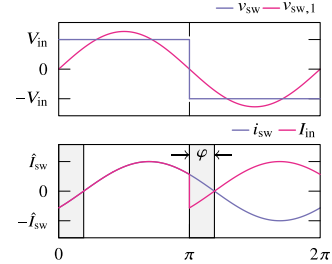 v_sw v_sw,1
V_in
0
−V_in
i_sw I_in
φ
Î_sw
0
−Î_sw
0 π 2π